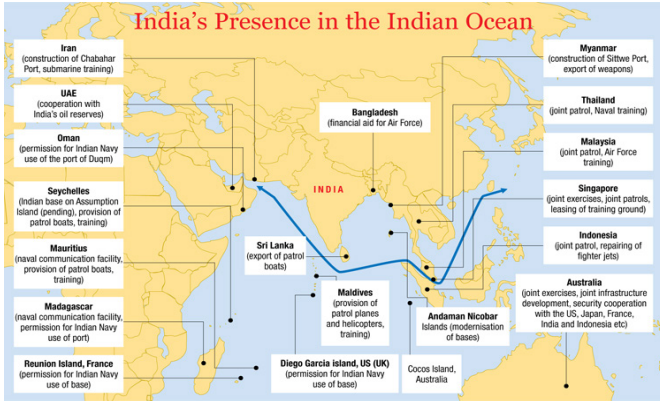 India's Presence in the Indian Ocean
Iran
(construction of Chabahar
Port, submarine training)
UAE
(cooperation with
India's oil reserves)
Oman
(permission for Indian Navy
use of the port of Duqm)
Seychelles
(Indian base on Assumption
Island (pending), provision of
patrol boats, training)
Mauritius
(naval communication facility,
provision of patrol boats,
training)
Madagascar
(naval communication facility,
permission for Indian Navy
use of port)
Reunion Island, France
(permission for Indian Navy
use of base)
Bangladesh
(financial aid for Air Force)
INDIA
Sri Lanka
(export of patrol
boats)
Maldives
(provision of
patrol planes
and helicopters,
training)
Diego Garcia island, US (UK)
(permission for Indian Navy
use of base)
Cocos Island,
Australia
Andaman Nicobar
Islands (modernisation
of bases)
Myanmar
(construction of Sittwe Port,
export of weapons)
Thailand
(joint patrol, Naval training)
Malaysia
(joint patrol, Air Force
training)
Singapore
(joint exercises, joint patrols,
leasing of training ground)
Indonesia
(joint patrol, repairing of
fighter jets)
Australia
(joint exercises, joint infrastructure
development, security cooperation
with the US, Japan, France,
India and Indonesia etc)